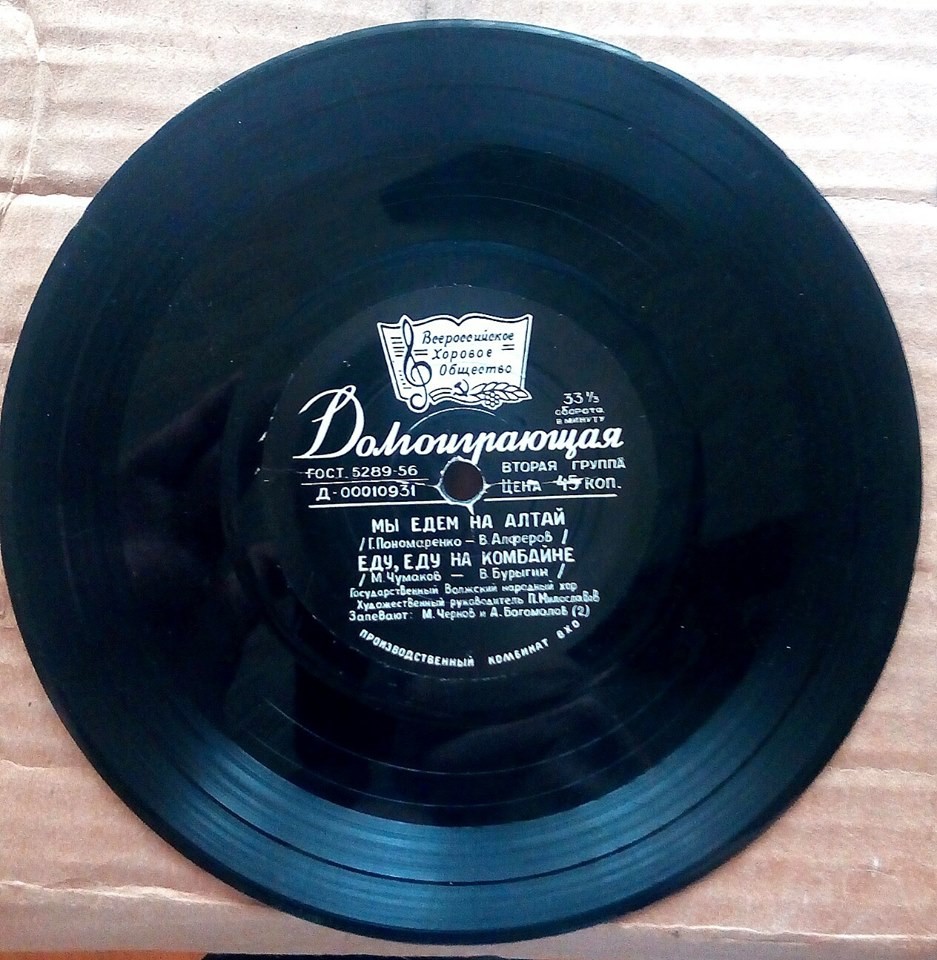 Всероссийское
Хоровое
Общество
33 ⅓
оборота
в минуту
Долгоиграющая
ГОСТ. 5289-56
ВТОРАЯ ГРУППА
Д-00010931
ЦЕНА 45 КОП.
МЫ ЕДЕМ НА АЛТАЙ
/Г.Пономаренко – В.Алферов/
ЕДУ, ЕДУ НА КОМБАЙНЕ
/М.Чумаков – В.Бурыгин/
Государственный Волжский народный хор
Художественный руководитель П.Милославов
Запевают: М.Чернов и А.Богомолов (2)
ПРОИЗВОДСТВЕННЫЙ КОМБИНАТ ВХО